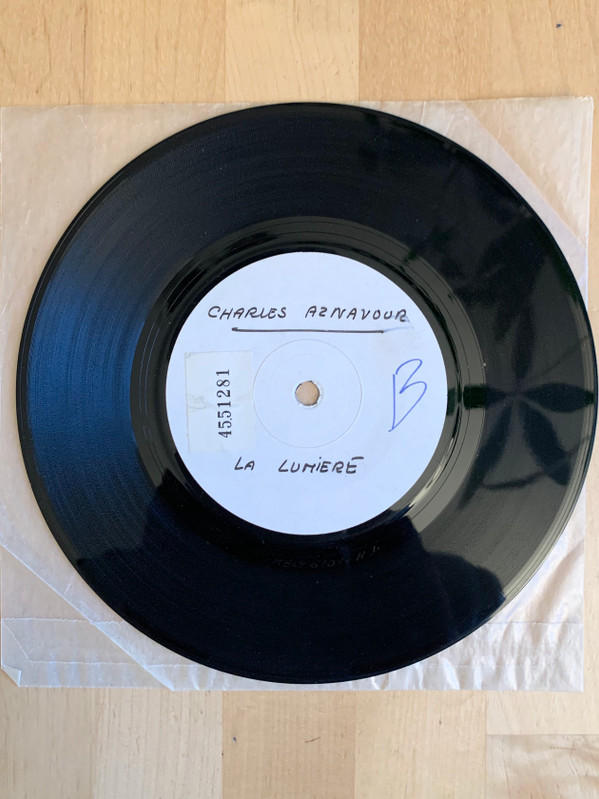 CHARLES AZNAVOUR
4551281
B
LA LUMIERE